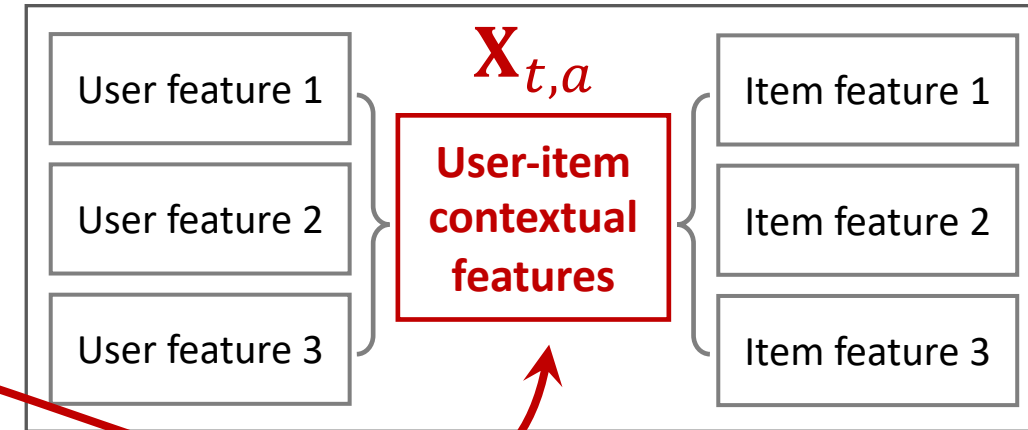 User feature 1
User feature 2
User feature 3
X_{t,a}
User-item
contextual
features
Item feature 1
Item feature 2
Item feature 3